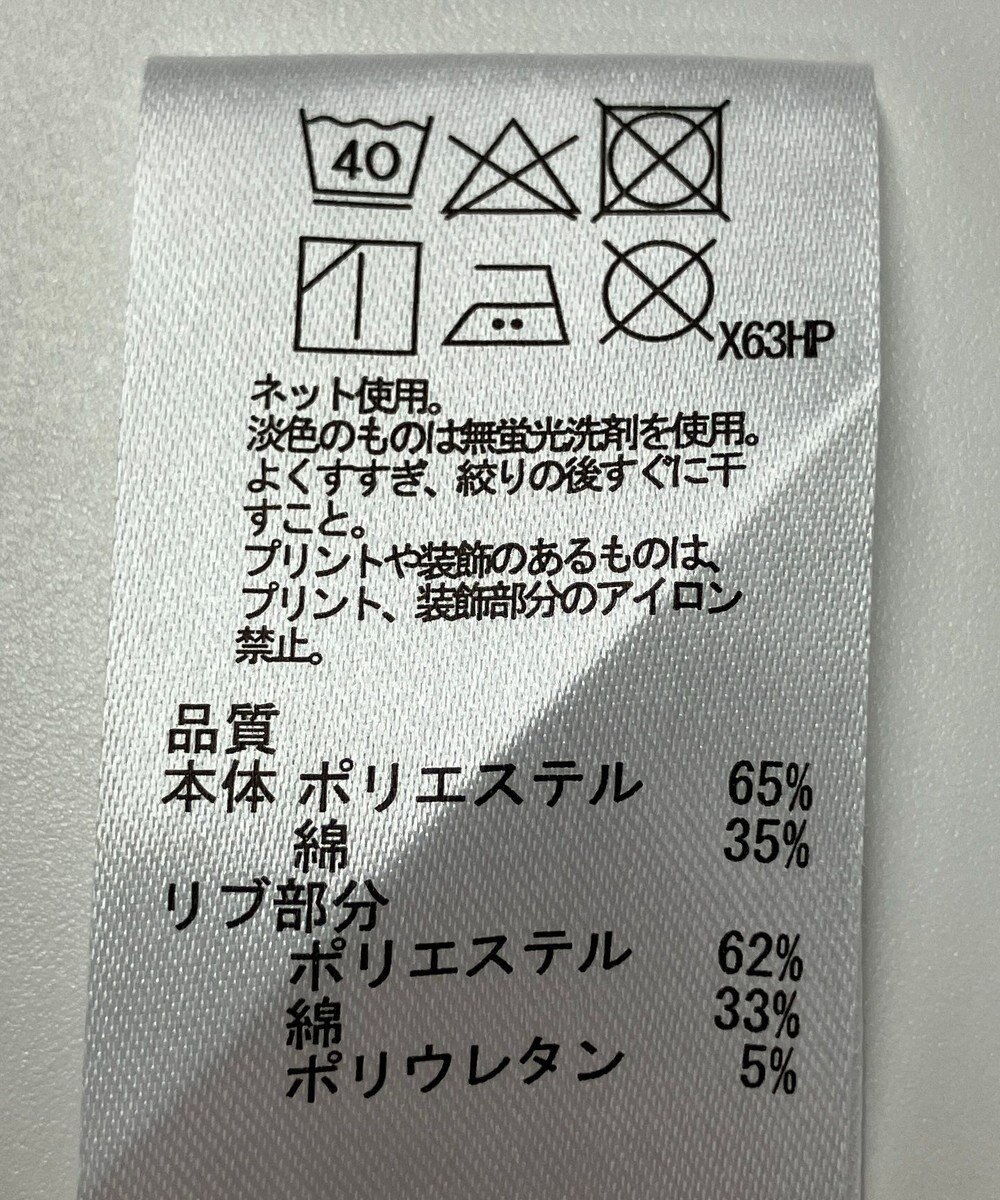 40
X63HP
ネット使用。
淡色のものは無蛍光洗剤を使用。
よくすすぎ、絞りの後すぐに干
すこと。
プリントや装飾のあるものは、
プリント、装飾部分のアイロン
禁止。
品質
本体 ポリエステル 65%
綿 35%
リブ部分
ポリエステル 62%
綿 33%
ポリウレタン 5%